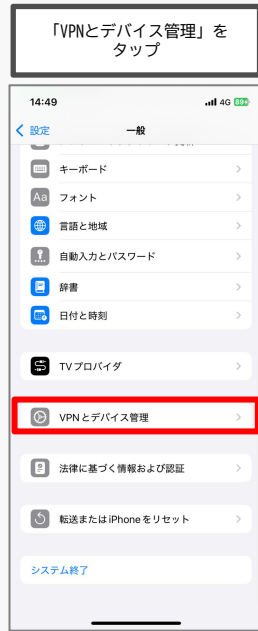 「VPNとデバイス管理」を
タップ
14:49
4G 89
設定
一般
キーボード
Aa フォント
言語と地域
自動入力とパスワード
辞書
日付と時刻
TVプロバイダ
VPNとデバイス管理
法律に基づく情報および認証
転送またはiPhoneをリセット
システム終了